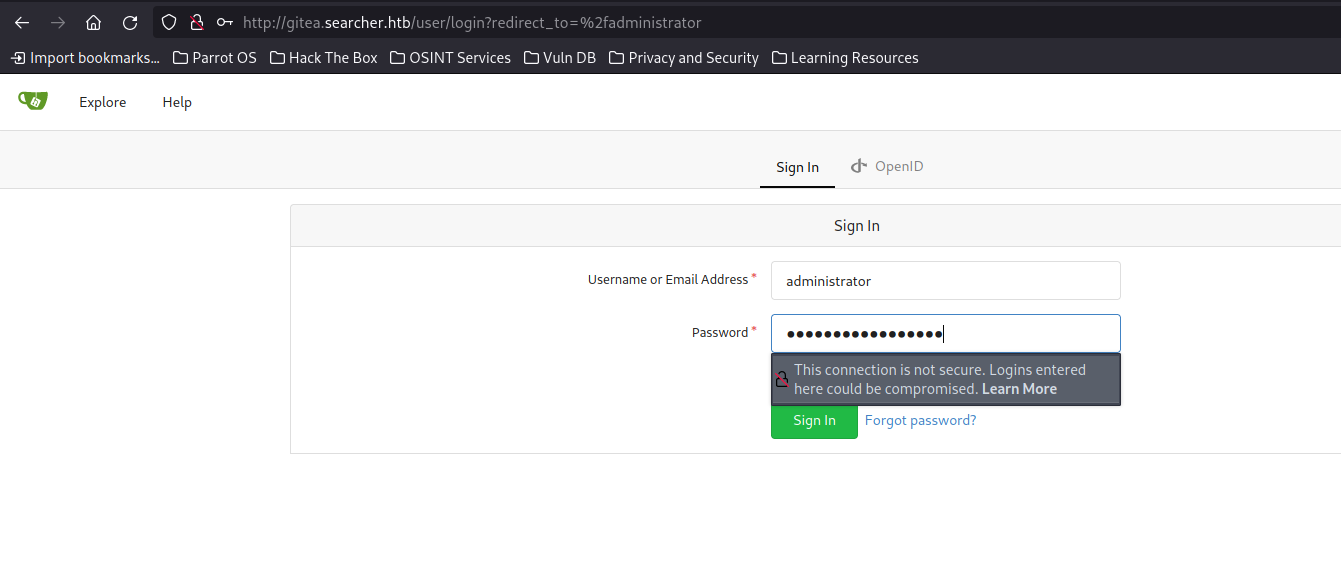 http://gitea.searcher.htb/user/login?redirect_to=%2fadministrator
Import bookmarks... Parrot OS Hack The Box OSINT Services Vuln DB Privacy and Security Learning Resources
Explore Help
Sign In OpenID
Sign In
Username or Email Address * administrator
Password * ●●●●●●●●●●●●●●●●●
This connection is not secure. Logins entered
here could be compromised. Learn More
Sign In Forgot password?